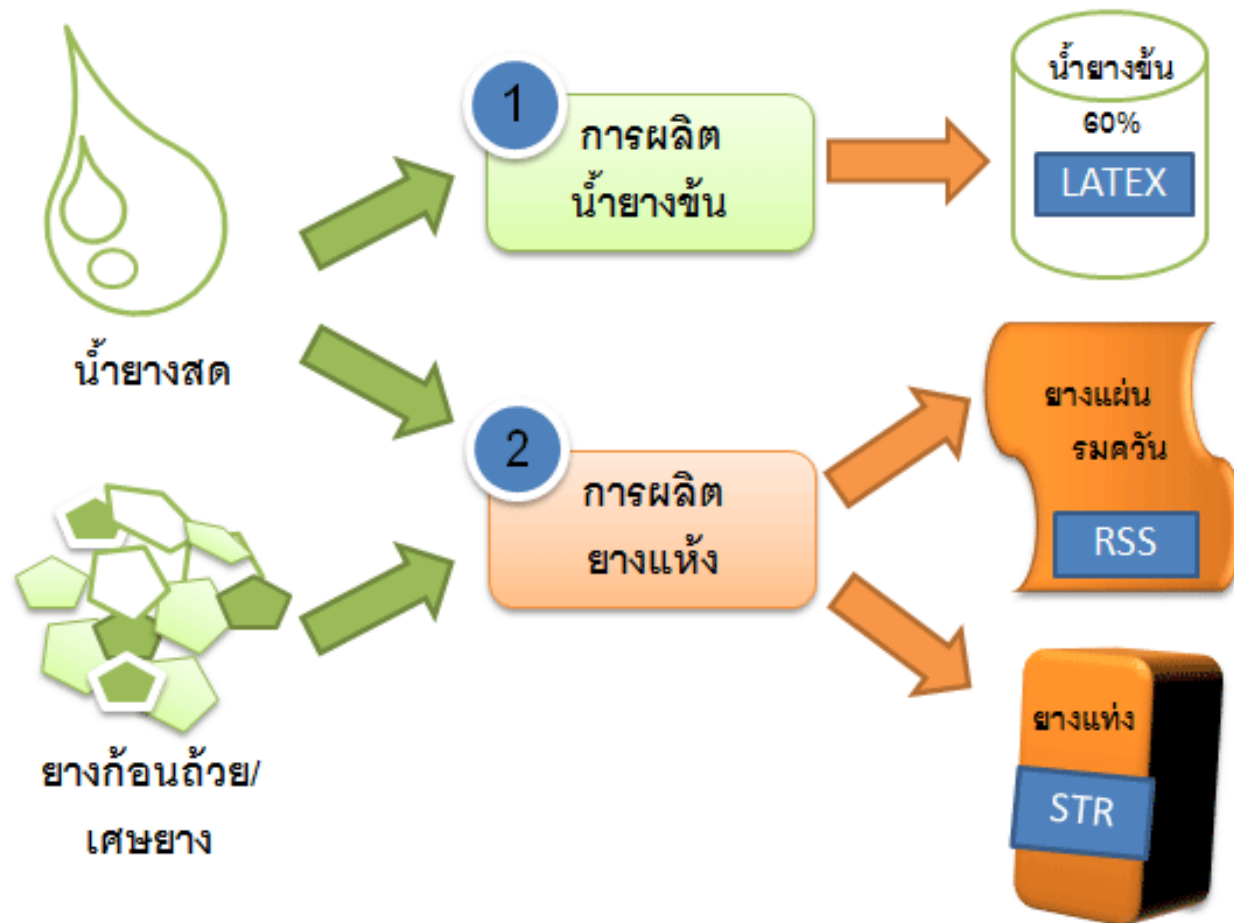 น้ำยางสด
ยางก้อนถ้วย/
เศษยาง
1
การผลิต
น้ำยางข้น
2
การผลิต
ยางแห้ง
น้ำยางข้น
60%
LATEX
ยางแผ่น
รมควัน
RSS
ยางแท่ง
STR